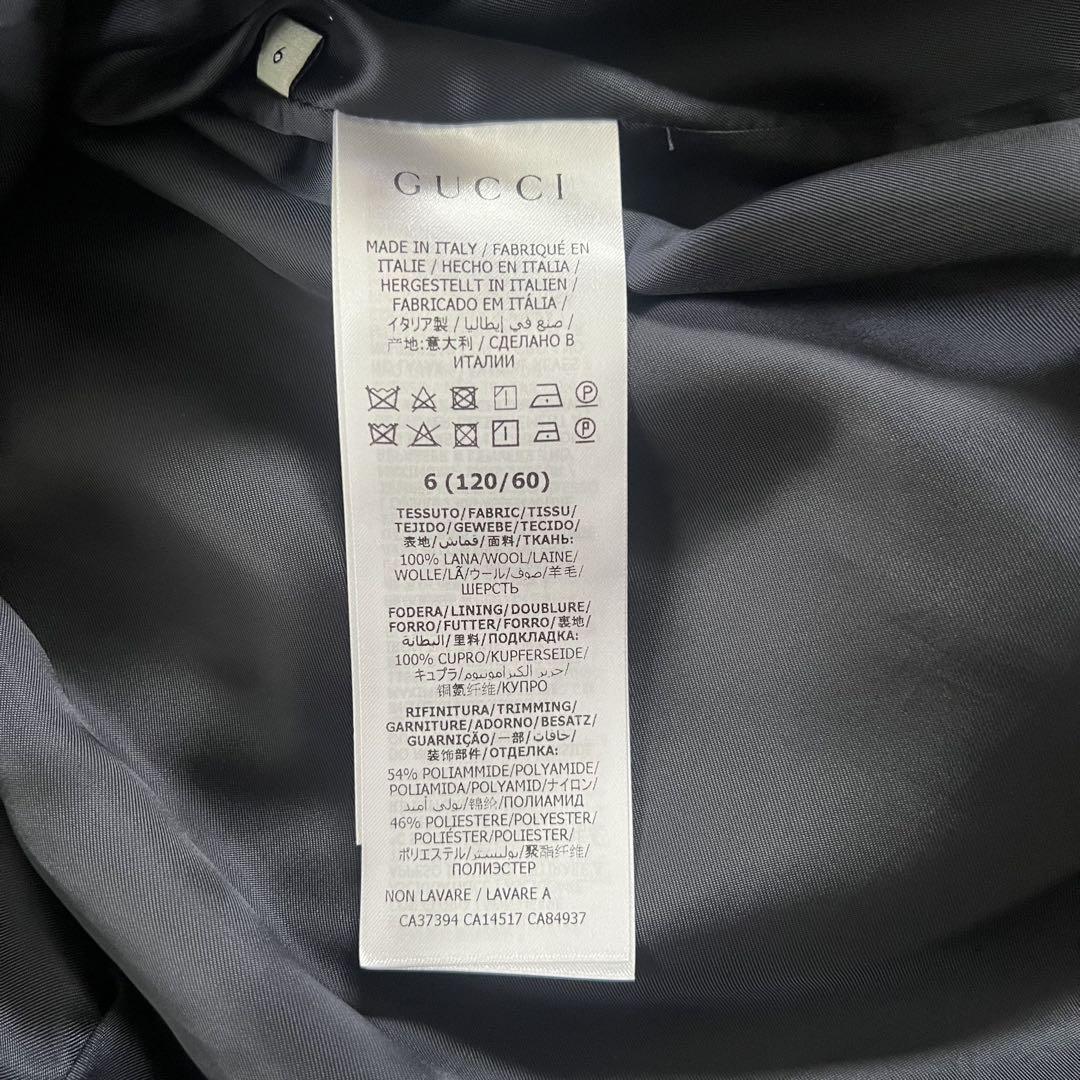 6
GUCCI
MADE IN ITALY / FABRIQUÉ EN
ITALIE / HECHO EN ITALIA /
HERGESTELLT IN ITALIEN /
FABRICADO EM ITÁLIA /
イタリア製 / صنع في إيطاليا /
产地:意大利 / СДЕЛАНО В
ИТАЛИИ
P
P
6 (120/60)
TESSUTO/FABRIC/TISSU/
TEJIDO/GEWEBE/TECIDO/
表地/قماش/面料/ТКАНЬ:
100% LANA/WOOL/LAINE/
WOLLE/LÃ/ウール/صوف/羊毛/
ШЕРСТЬ
FODERA/LINING/DOUBLURE/
FORRO/FUTTER/FORRO/裏地/
البطانة/里料/ПОДКЛАДКА:
100% CUPRO/KUPFERSEIDE/
キュプラ/حرير الكبرامونيوم/
铜氨纤维/КУПРО
RIFINITURA/TRIMMING/
GARNITURE/ADORNO/BESATZ/
GUARNIÇÃO/一部/حافات/
装饰部件/ОТДЕЛКА:
54% POLIAMMIDE/POLYAMIDE/
POLIAMIDA/POLYAMID/ナイロン/
بولي أميد/锦纶/ПОЛИАМИД
46% POLIESTERE/POLYESTER/
POLIÉSTER/POLIESTER/
ポリエステル/بوليستر/聚酯纤维/
ПОЛИЭСТЕР
NON LAVARE / LAVARE A
CA37394 CA14517 CA84937